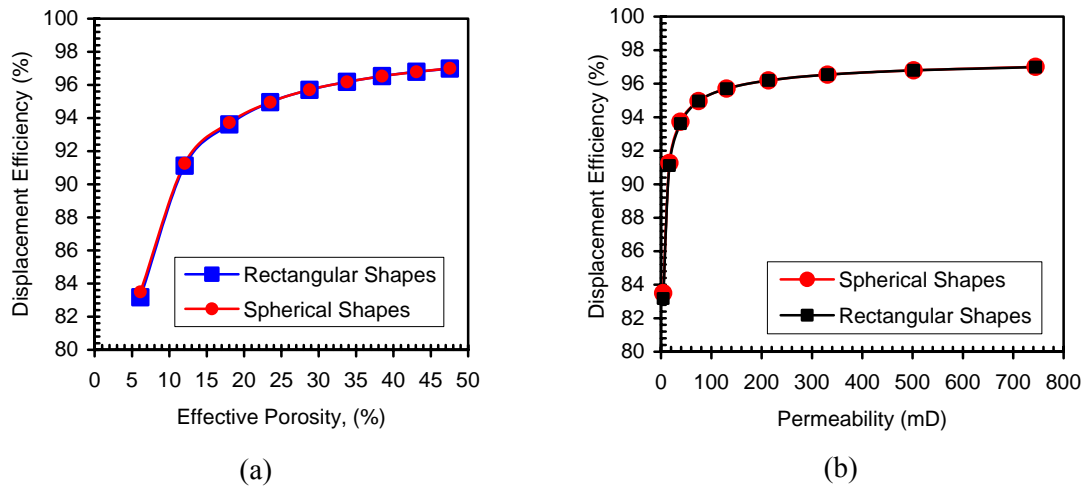 100
98
96
94
92
90
88
86
84
82
80
Displacement Efficiency (%)
Rectangular Shapes
Spherical Shapes
0 5 10 15 20 25 30 35 40 45 50
Effective Porosity, (%)
(a)
100
98
96
94
92
90
88
86
84
82
80
Displacement Efficiency (%)
Spherical Shapes
Rectangular Shapes
0 100 200 300 400 500 600 700 800
Permeability (mD)
(b)